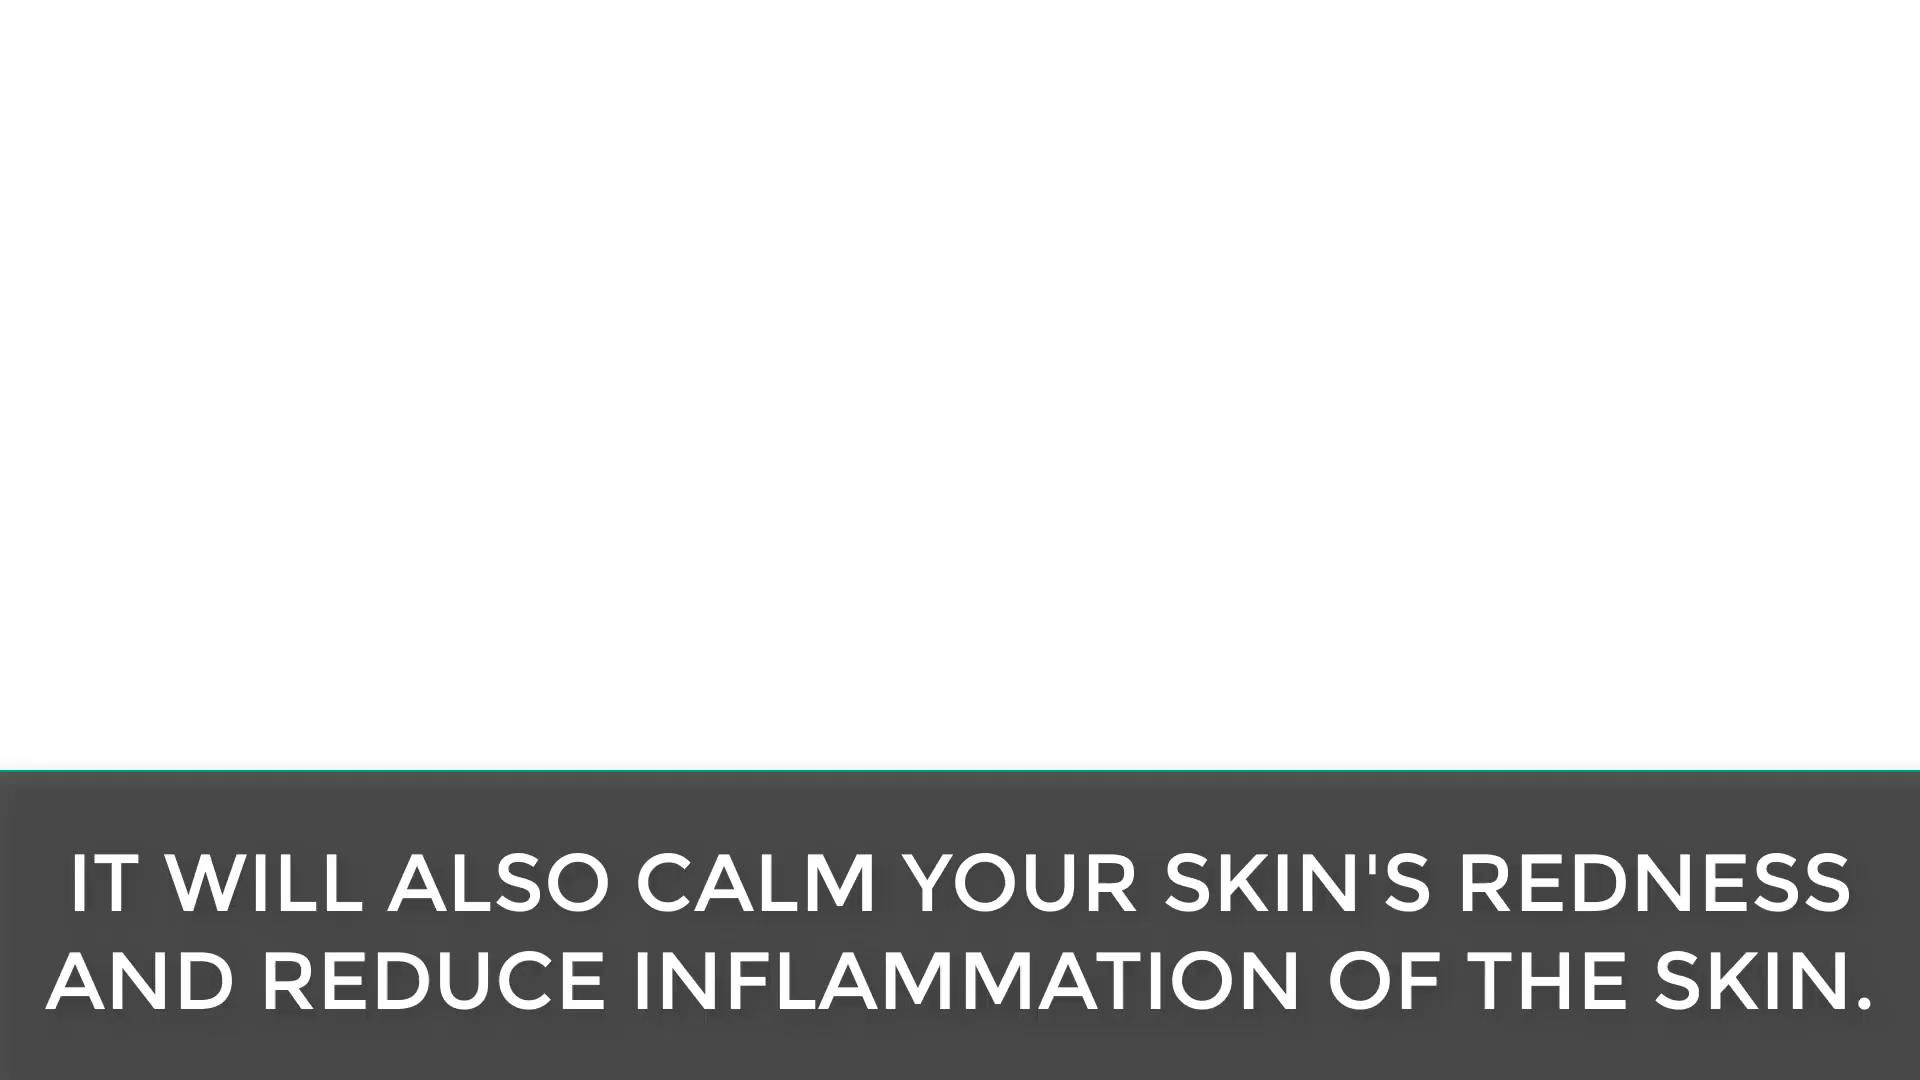 IT WILL ALSO CALM YOUR SKIN'S REDNESS
AND REDUCE INFLAMMATION OF THE SKIN.